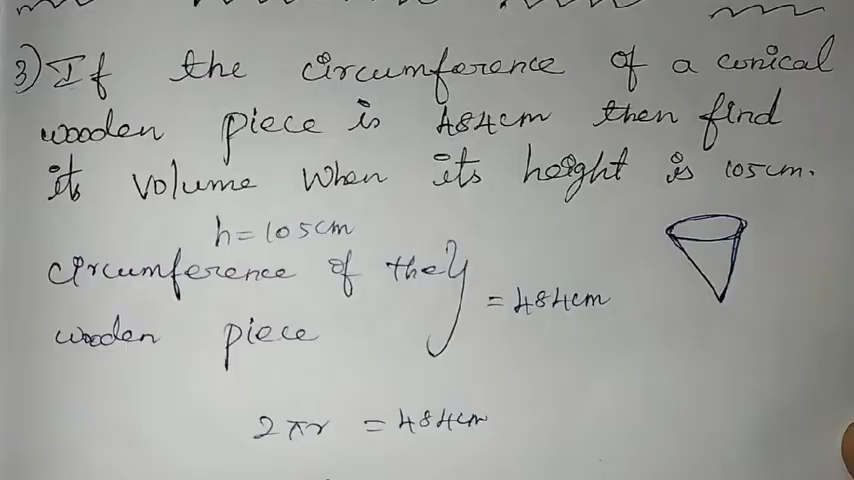 3) If the circumference of a conical
wooden piece is 484cm then find
its volume when its height is 105cm.
h = 105cm
circumference of the
wooden piece } = 484cm
2πr = 484cm